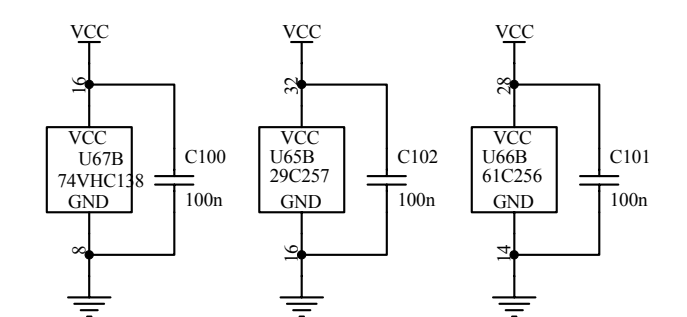 VCC
16
VCC
U67B
74VHC138
GND
C100
100n
8
VCC
32
VCC
U65B
29C257
GND
C102
100n
16
VCC
28
VCC
U66B
61C256
GND
C101
100n
14